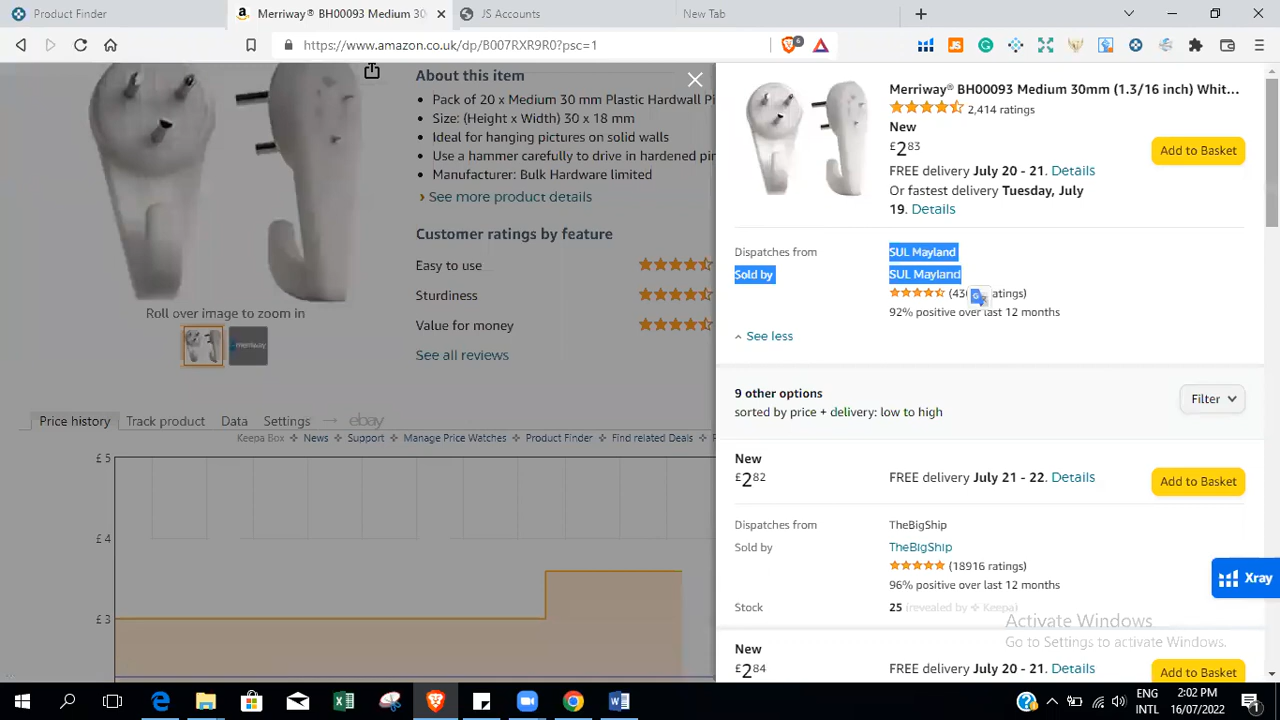 Product Finder
Merriway® BH00093 Medium 30
JS Accounts
New Tab
https://www.amazon.co.uk/dp/B007RXR9R0?psc=1
6
JS
About this item
Pack of 20 x Medium 30 mm Plastic Hardwall Pi
Size: (Height x Width) 30 x 18 mm
Ideal for hanging pictures on solid walls
Use a hammer carefully to drive in hardened pin
Manufacturer: Bulk Hardware limited
See more product details
Customer ratings by feature
Easy to use
Sturdiness
Value for money
See all reviews
Roll over image to zoom in
merriway
Price history
Track product
Data
Settings
ebay
Keepa Box
News
Support
Manage Price Watches
Product Finder
Find related Deals
£ 5
£ 4
£ 3
Merriway® BH00093 Medium 30mm (1.3/16 inch) Whit...
2,414 ratings
New
£2 83
Add to Basket
FREE delivery July 20 - 21. Details
Or fastest delivery Tuesday, July
19. Details
Dispatches from SUL Mayland
Sold by SUL Mayland
(43 ratings)
92% positive over last 12 months
See less
9 other options
sorted by price + delivery: low to high
Filter
New
£2 82
FREE delivery July 21 - 22. Details
Add to Basket
Dispatches from TheBigShip
Sold by TheBigShip
(18916 ratings)
96% positive over last 12 months
Stock 25 (revealed by Keepa)
Xray
Activate Windows
Go to Settings to activate Windows.
New
£2 84
FREE delivery July 20 - 21. Details
Add to Basket
ENG
INTL
2:02 PM
16/07/2022
1